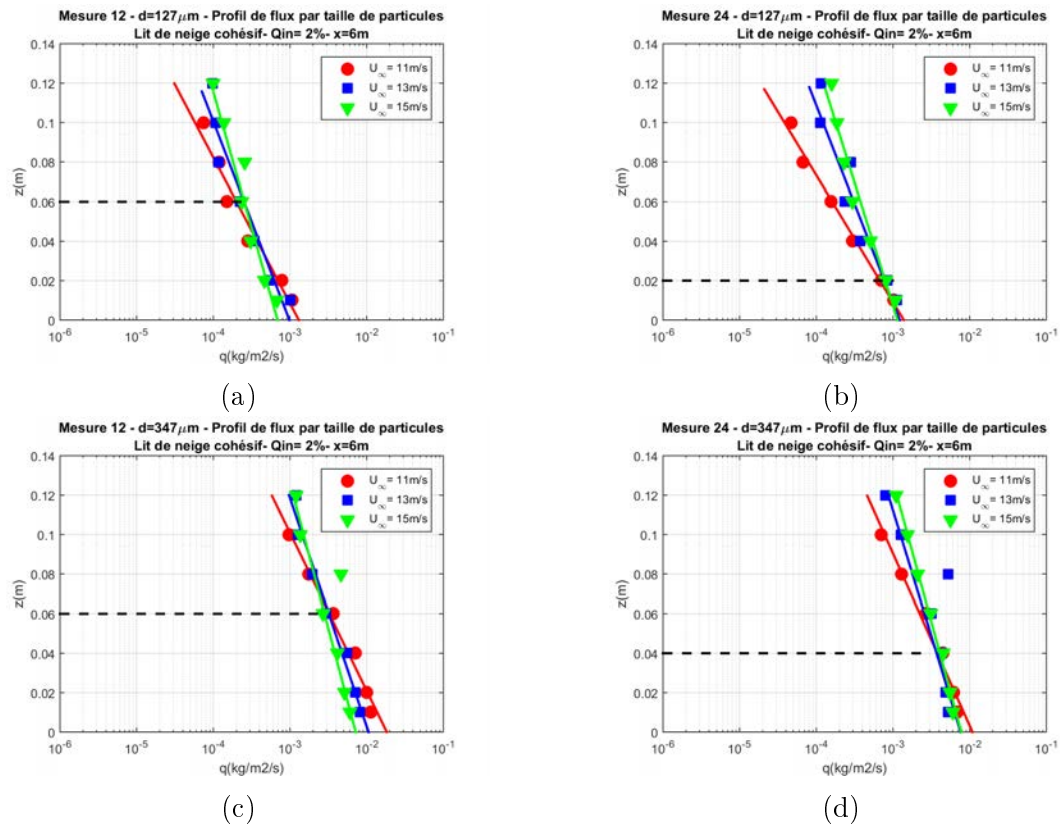 Mesure 12 - d=127μm - Profil de flux par taille de particules
Lit de neige cohésif- Qin= 2%- x=6m
0.14
0.12
0.1
0.08
0.06
0.04
0.02
0
z(m)
U∞= 11m/s
U∞= 13m/s
U∞= 15m/s
10^-6
10^-5
10^-4
10^-3
10^-2
10^-1
q(kg/m2/s)
(a)
Mesure 24 - d=127μm - Profil de flux par taille de particules
Lit de neige cohésif- Qin= 2%- x=6m
0.14
0.12
0.1
0.08
0.06
0.04
0.02
0
z(m)
U∞= 11m/s
U∞= 13m/s
U∞= 15m/s
10^-6
10^-5
10^-4
10^-3
10^-2
10^-1
q(kg/m2/s)
(b)
Mesure 12 - d=347μm - Profil de flux par taille de particules
Lit de neige cohésif- Qin= 2%- x=6m
0.14
0.12
0.1
0.08
0.06
0.04
0.02
0
z(m)
U∞= 11m/s
U∞= 13m/s
U∞= 15m/s
10^-6
10^-5
10^-4
10^-3
10^-2
10^-1
q(kg/m2/s)
(c)
Mesure 24 - d=347μm - Profil de flux par taille de particules
Lit de neige cohésif- Qin= 2%- x=6m
0.14
0.12
0.1
0.08
0.06
0.04
0.02
0
z(m)
U∞= 11m/s
U∞= 13m/s
U∞= 15m/s
10^-6
10^-5
10^-4
10^-3
10^-2
10^-1
q(kg/m2/s)
(d)